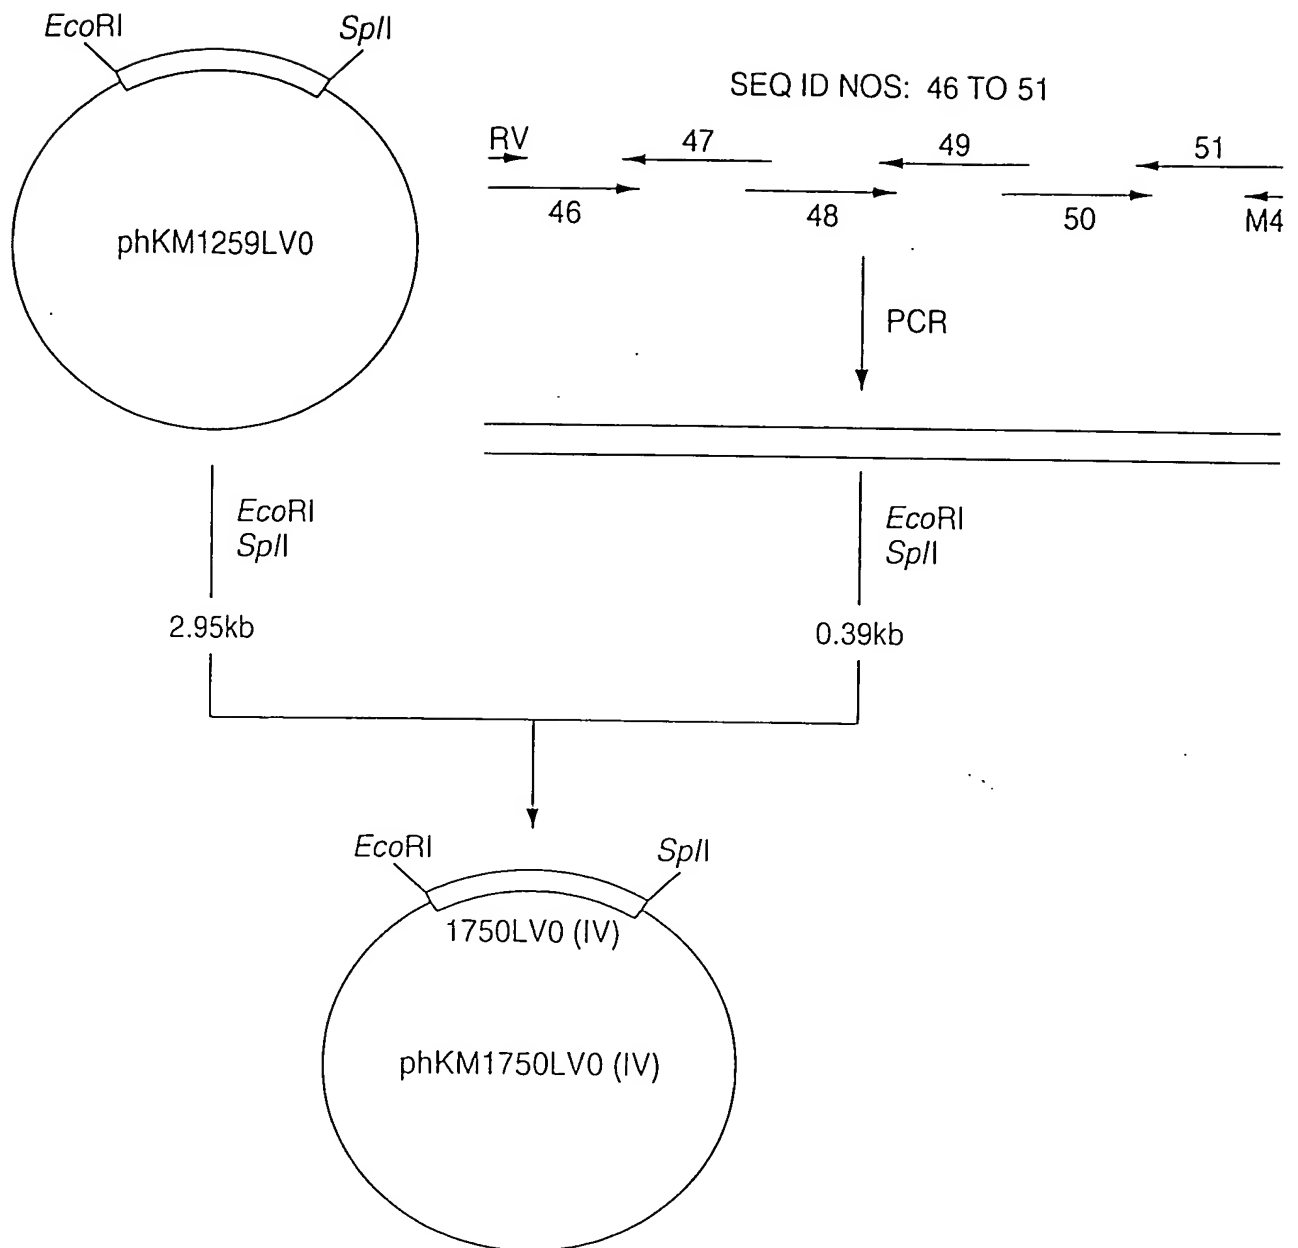 EcoRI
SplI
phKM1259LV0
SEQ ID NOS: 46 TO 51
RV
47
49
51
46
48
50
M4
PCR
EcoRI
SplI
2.95kb
EcoRI
SplI
0.39kb
EcoRI
SplI
1750LV0 (IV)
phKM1750LV0 (IV)